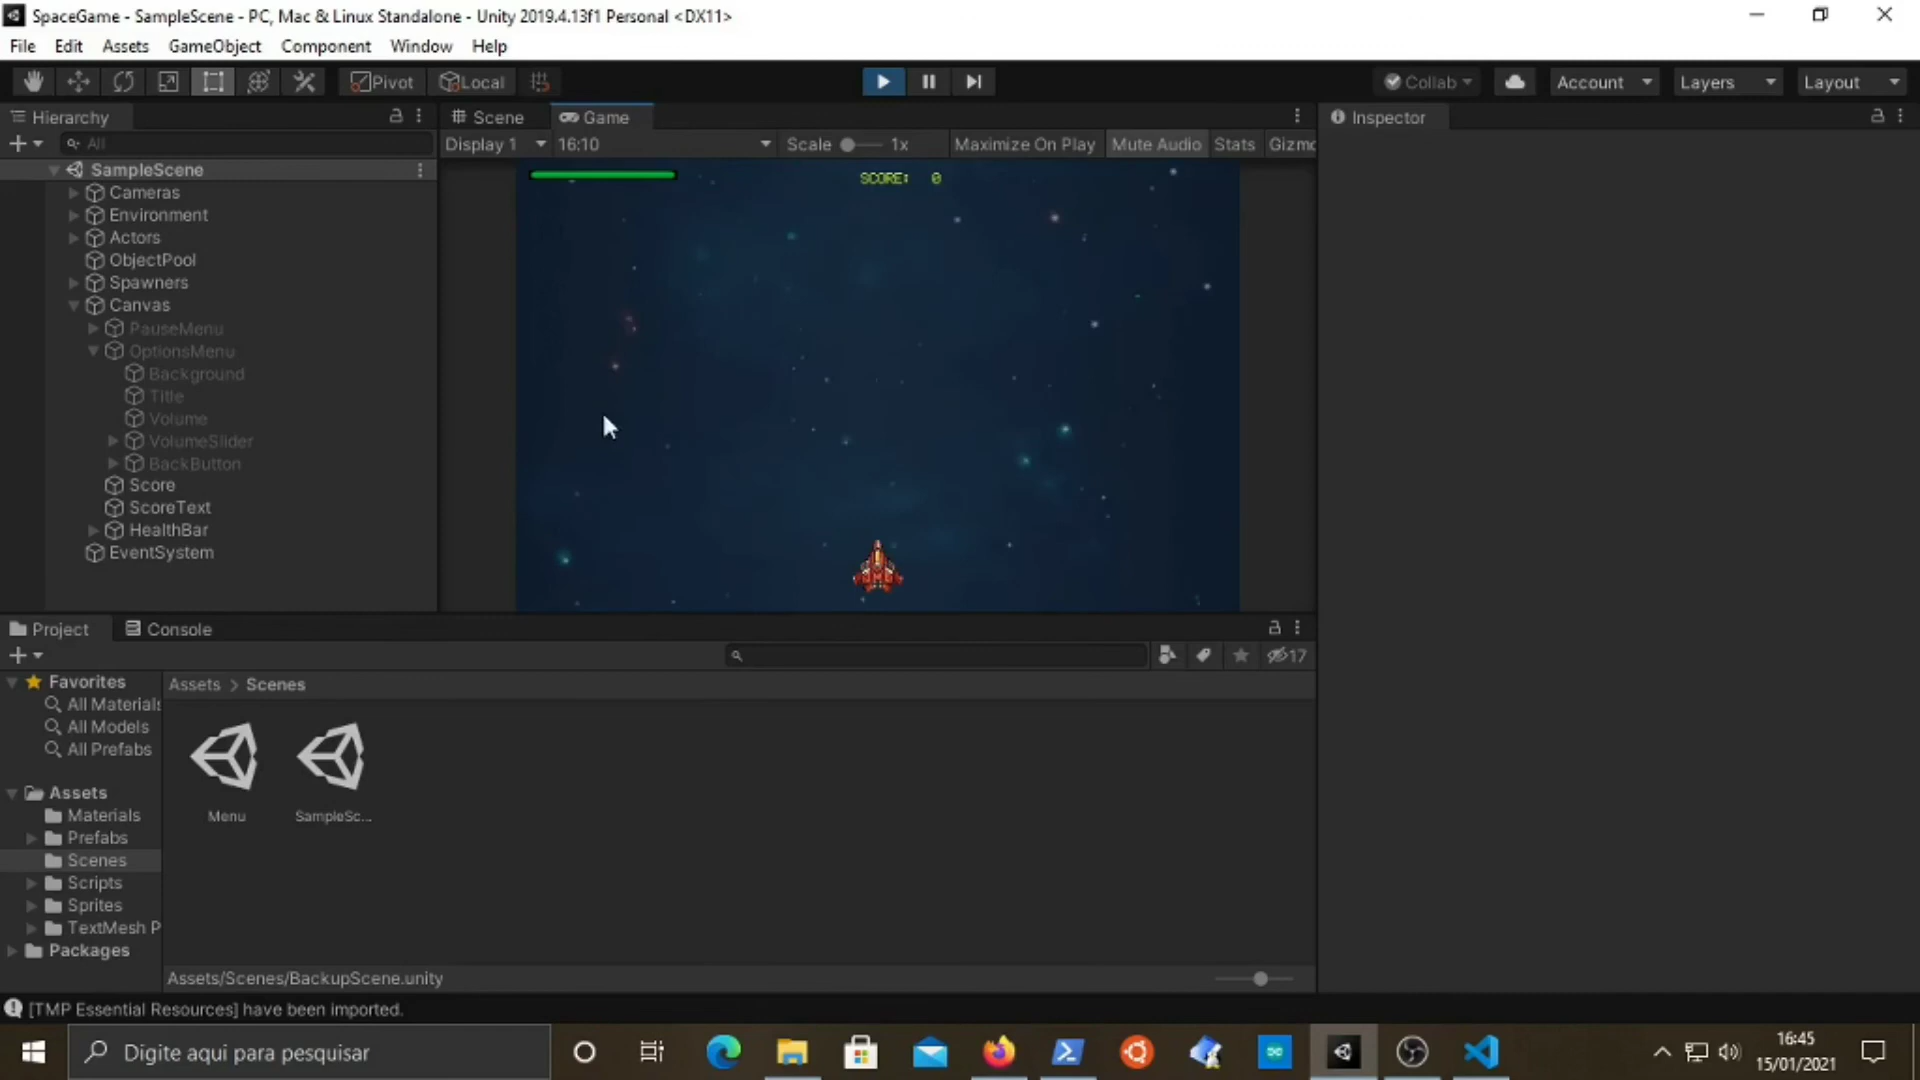 SpaceGame - SampleScene - PC, Mac & Linux Standalone - Unity 2019.4.13f1 Personal <DX11>
File Edit Assets GameObject Component Window Help
Pivot Local Collab Account Layers Layout
Hierarchy
All
SampleScene
Cameras
Environment
Actors
ObjectPool
Spawners
Canvas
PauseMenu
OptionsMenu
Background
Title
Volume
VolumeSlider
BackButton
Score
ScoreText
HealthBar
EventSystem
Scene Game
Display 1 16:10 Scale 1x Maximize On Play Mute Audio Stats Gizmo
SCORE: 0
Inspector
Project Console
17
Favorites
All Materials
All Models
All Prefabs
Assets
Materials
Prefabs
Scenes
Scripts
Sprites
TextMesh P
Packages
Assets > Scenes
Menu SampleSc...
Assets/Scenes/BackupScene.unity
[TMP Essential Resources] have been imported.
Digite aqui para pesquisar
16:45
15/01/2021